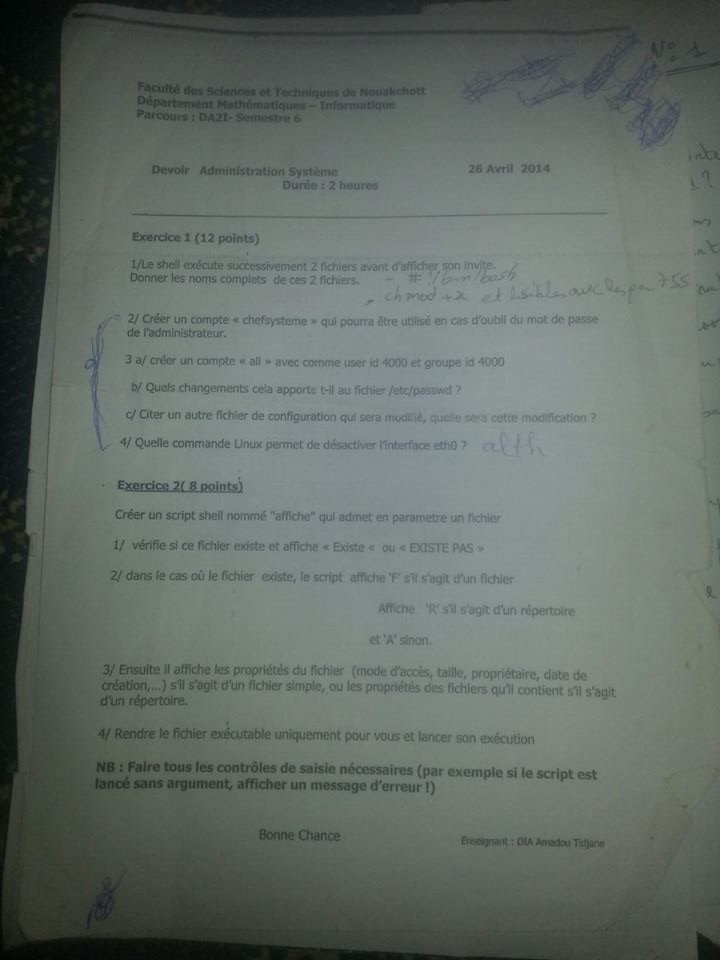 N° 1
Faculté des Sciences et Techniques de Nouakchott
Département Mathématiques – Informatique
Parcours : DA2I- Semestre 6
Devoir Administration Système 26 Avril 2014
Durée : 2 heures
Exercice 1 (12 points)
1/Le shell exécute successivement 2 fichiers avant d'afficher son invite.
Donner les noms complets de ces 2 fichiers. - #!/bin/bash
- chmod +x et lisibles avec les 755
2/ Créer un compte « chefsysteme » qui pourra être utilisé en cas d'oubil du mot de passe
de l'administrateur.
3 a/ créer un compte « ali » avec comme user id 4000 et groupe id 4000
b/ Quels changements cela apporte t-il au fichier /etc/passwd ?
c/ Citer un autre fichier de configuration qui sera modifié, quelle sera cette modification ?
4/ Quelle commande Linux permet de désactiver l'interface eth0 ?
Exercice 2( 8 points)
Créer un script shell nommé "affiche" qui admet en parametre un fichier
1/ vérifie si ce fichier existe et affiche « Existe « ou « EXISTE PAS »
2/ dans le cas où le fichier existe, le script affiche 'F' s'il s'agit d'un fichier
Affiche 'R' s'il s'agit d'un répertoire
et 'A' sinon.
3/ Ensuite il affiche les propriétés du fichier (mode d'accès, taille, propriétaire, date de
création,...) s'il s'agit d'un fichier simple, ou les propriétés des fichiers qu'il contient s'il s'agit
d'un répertoire.
4/ Rendre le fichier exécutable uniquement pour vous et lancer son exécution
NB : Faire tous les contrôles de saisie nécessaires (par exemple si le script est
lancé sans argument, afficher un message d'erreur !)
Bonne Chance Enseignant : DIA Amadou Tidjane